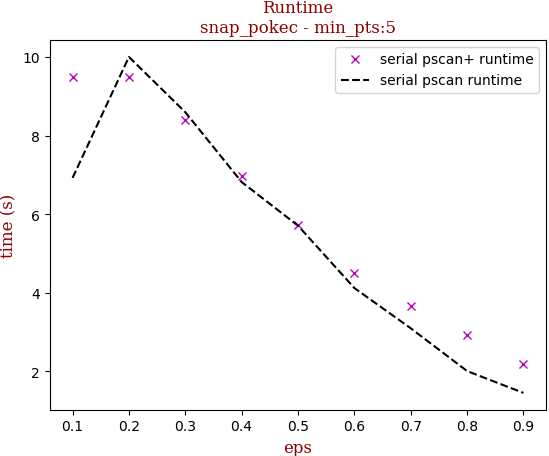 Runtime
snap_pokec - min_pts:5
serial pscan+ runtime
serial pscan runtime
time (s)
10
8
6
4
2
0.1 0.2 0.3 0.4 0.5 0.6 0.7 0.8 0.9
eps